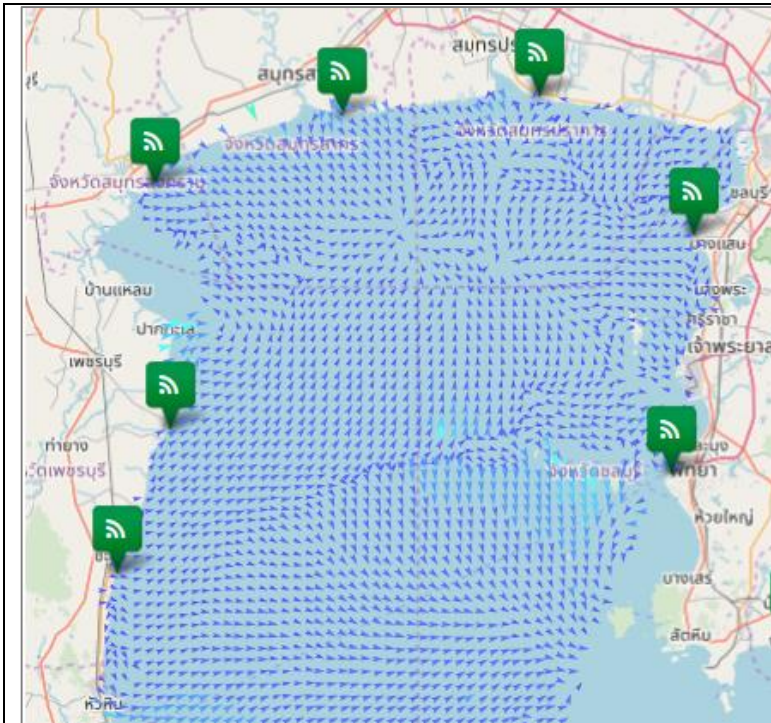 สมุทรปร
สมุทรส
จังหวัดสมุทรปราการ
จังหวัดสมุทรสาคร
จังหวัดสมุทรสงคราม
ชลบุรี
บางแสน
บ้านแหลม
บางพระ
ศรีราชา
เจ้าพระยาส
เพชรบุรี
ท่ายาง
วัดเพชรบุรี
จังหวัดชลบุรี
พัทยา
ห้วยใหญ่
บางเสร่
สัตหีบ
หัวหิน